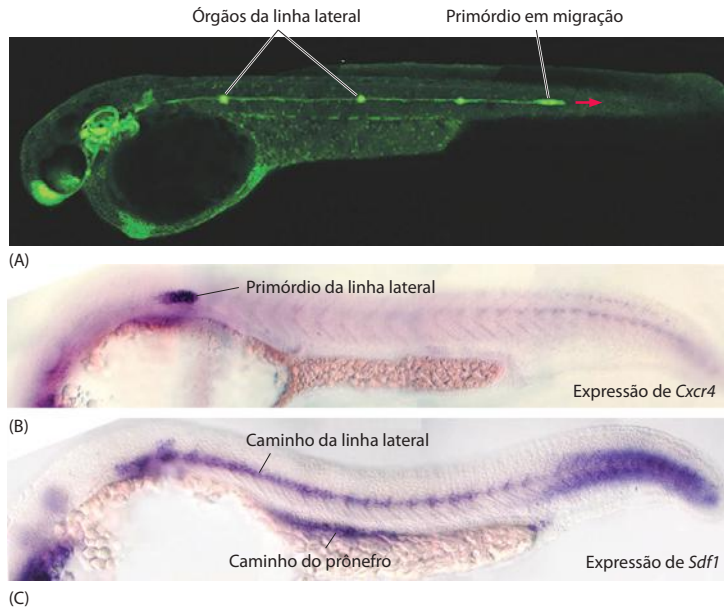 Órgãos da linha lateral
Primórdio em migração
(A)
Primórdio da linha lateral
Expressão de Cxcr4
(B)
Caminho da linha lateral
Caminho do prônefro
Expressão de Sdf1
(C)